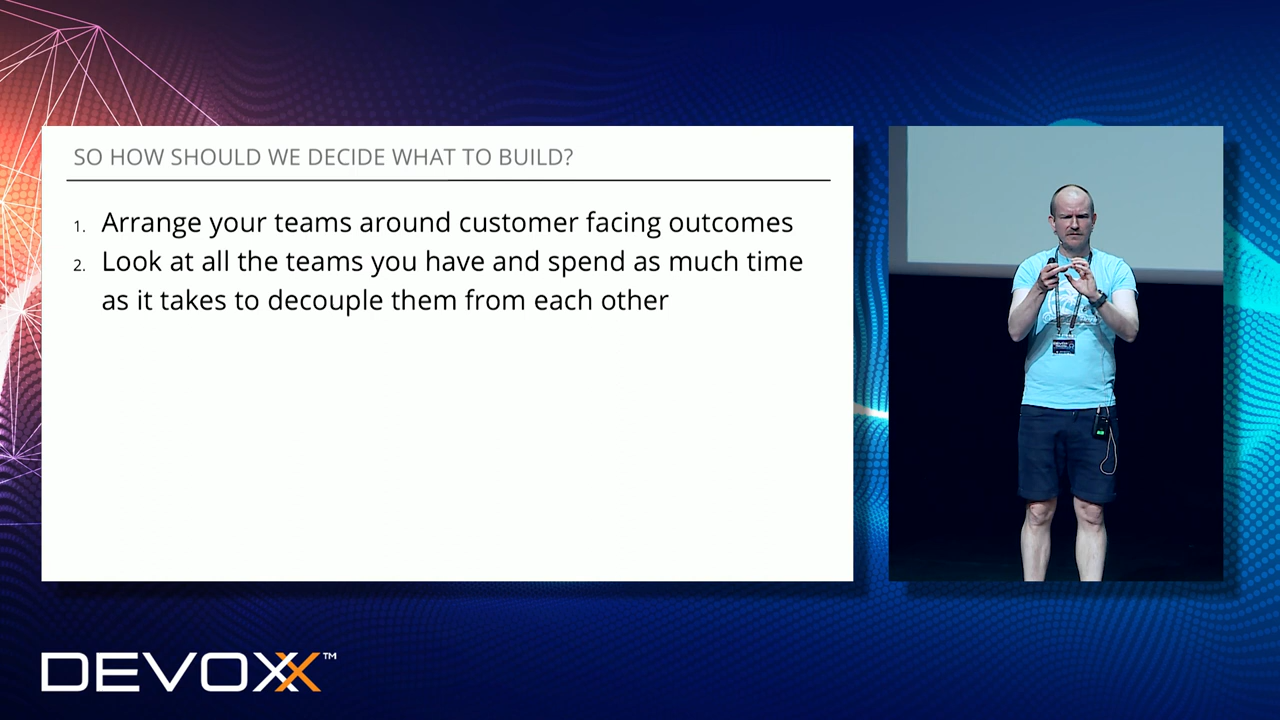 SO HOW SHOULD WE DECIDE WHAT TO BUILD?
1. Arrange your teams around customer facing outcomes
2. Look at all the teams you have and spend as much time
as it takes to decouple them from each other
DEVOXX™